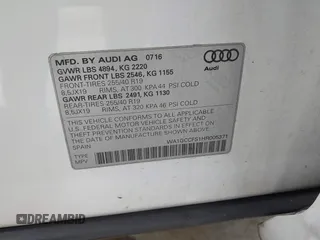 MFD. BY AUDI AG 07/16
Audi
GVWR LBS 4894, KG 2220
GAWR FRONT LBS 2546, KG 1155
FRONT-TIRES 255/40 R19
8,5JX19 RIMS, AT 300 KPA 44 PSI COLD
GAWR REAR LBS 2491, KG 1130
REAR-TIRES 255/40 R19
8,5JX19 RIMS, AT 320 KPA 46 PSI COLD
THIS VEHICLE CONFORMS TO ALL APPLICABLE
U.S. FEDERAL MOTOR VEHICLE SAFETY AND
THEFT PREVENTION STANDARDS IN EFFECT ON THE
DATE OF MANUFACTURE SHOWN ABOVE.
TYPE
MPV
DREAMBID